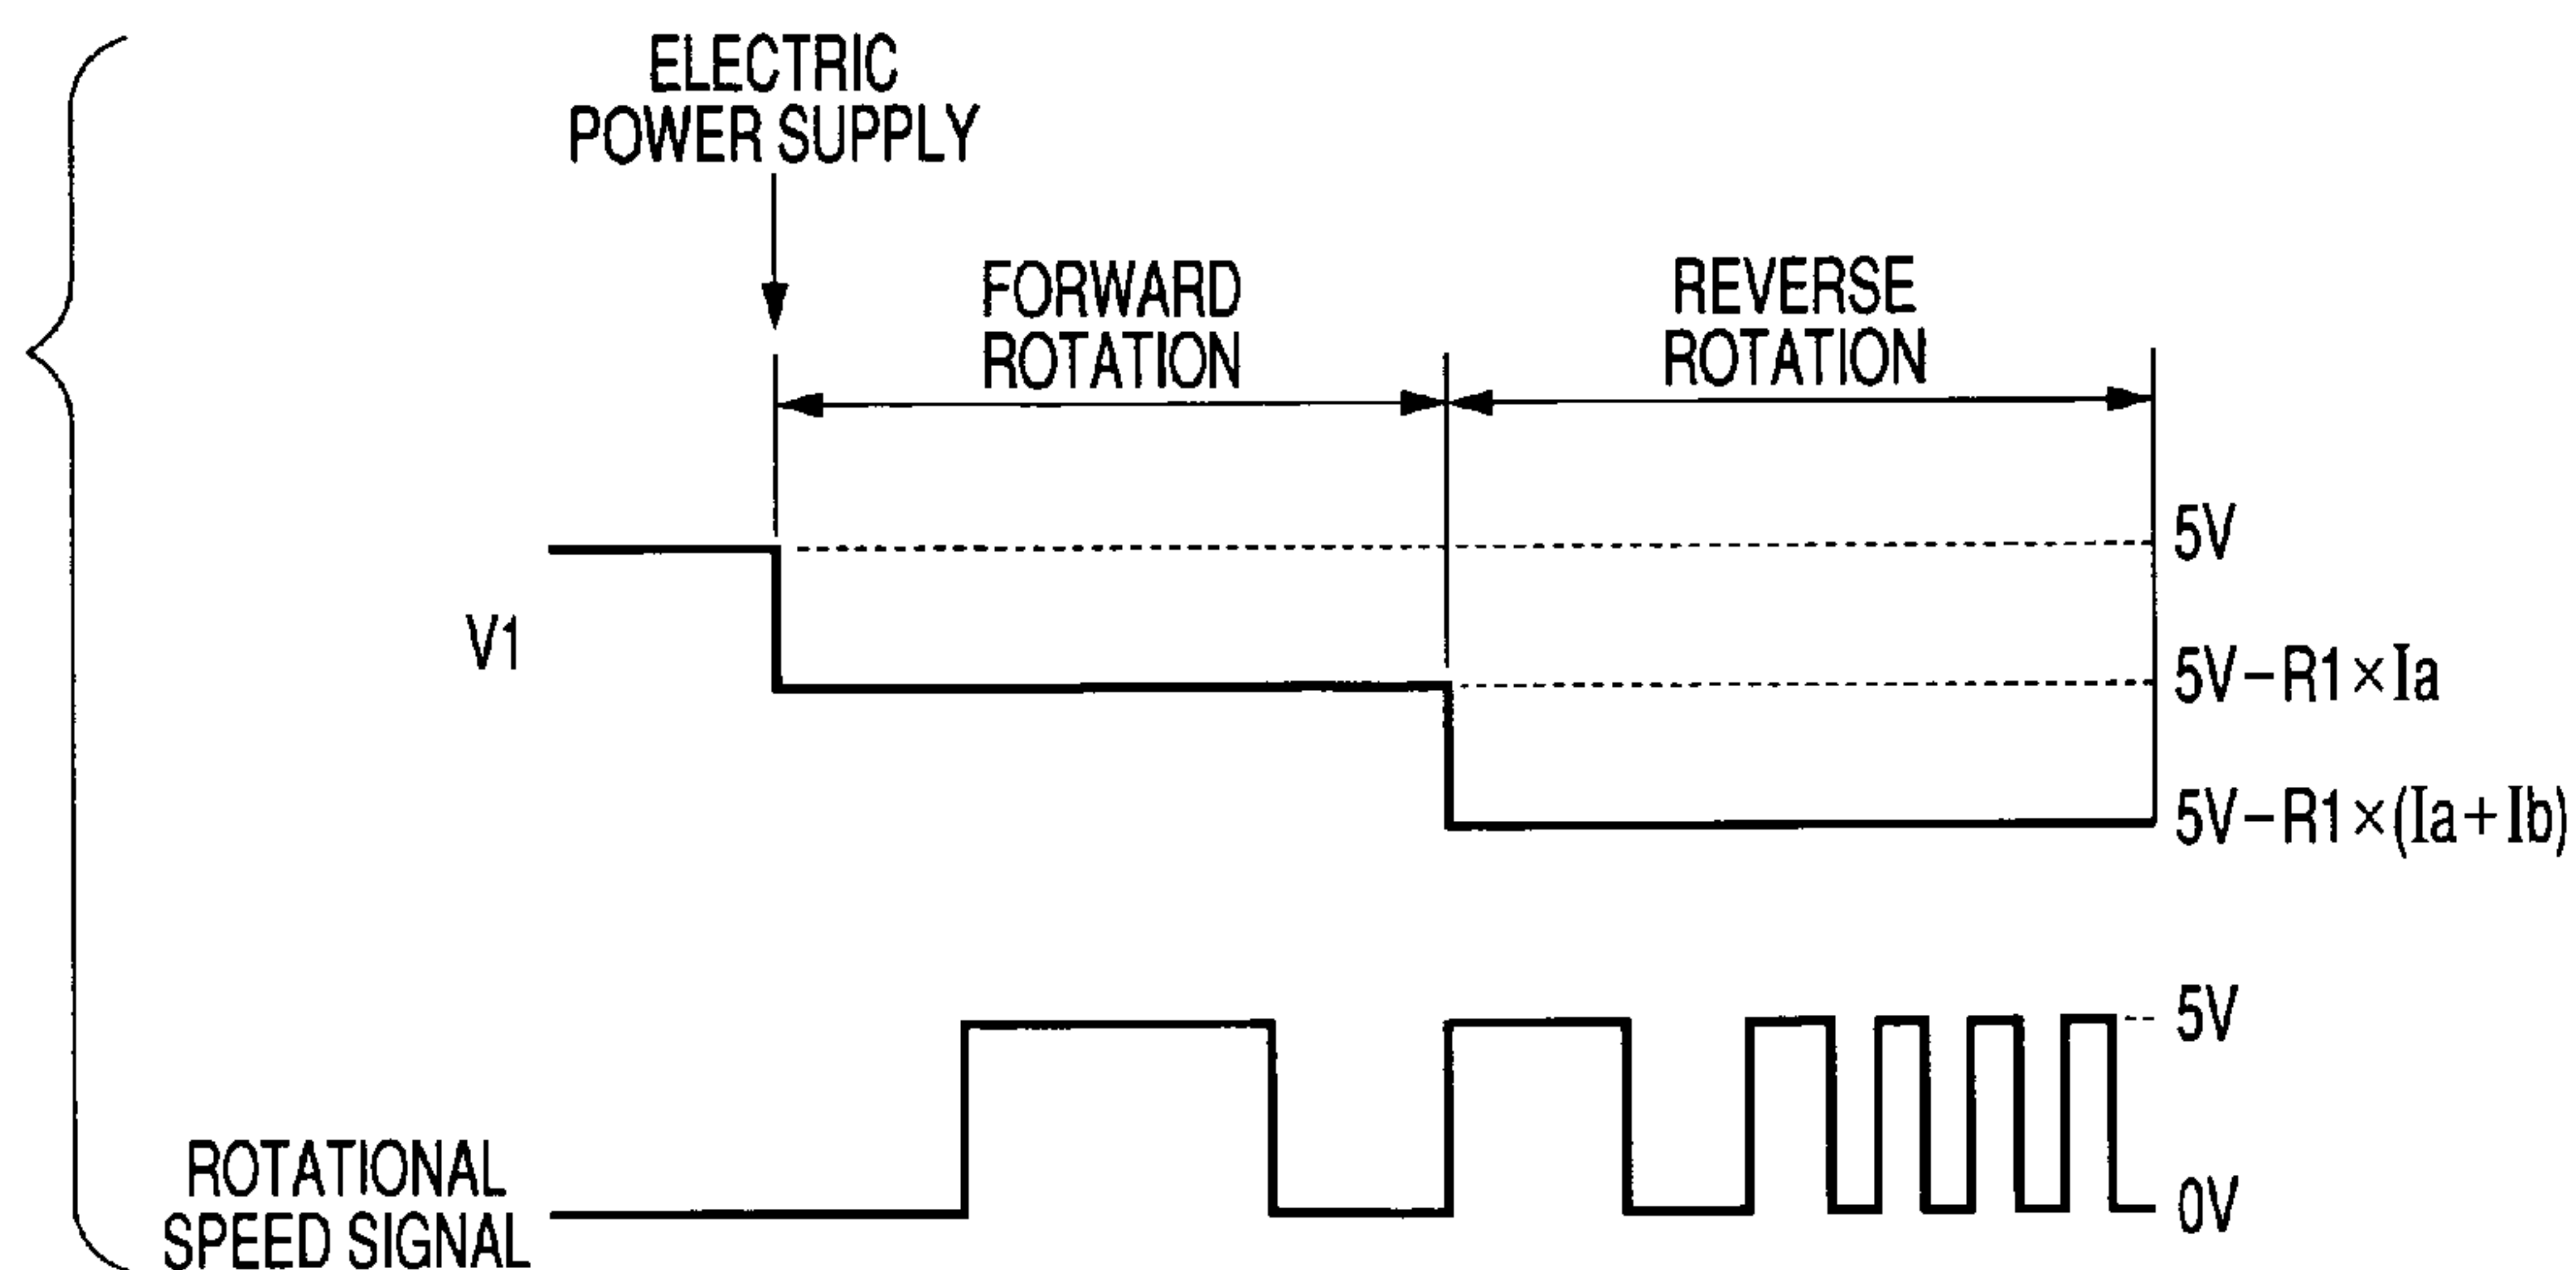 ELECTRIC
POWER SUPPLY
FORWARD
ROTATION
REVERSE
ROTATION
5V
V1
5V−R1×Ia
5V−R1×(Ia+Ib)
5V
ROTATIONAL
SPEED SIGNAL
0V